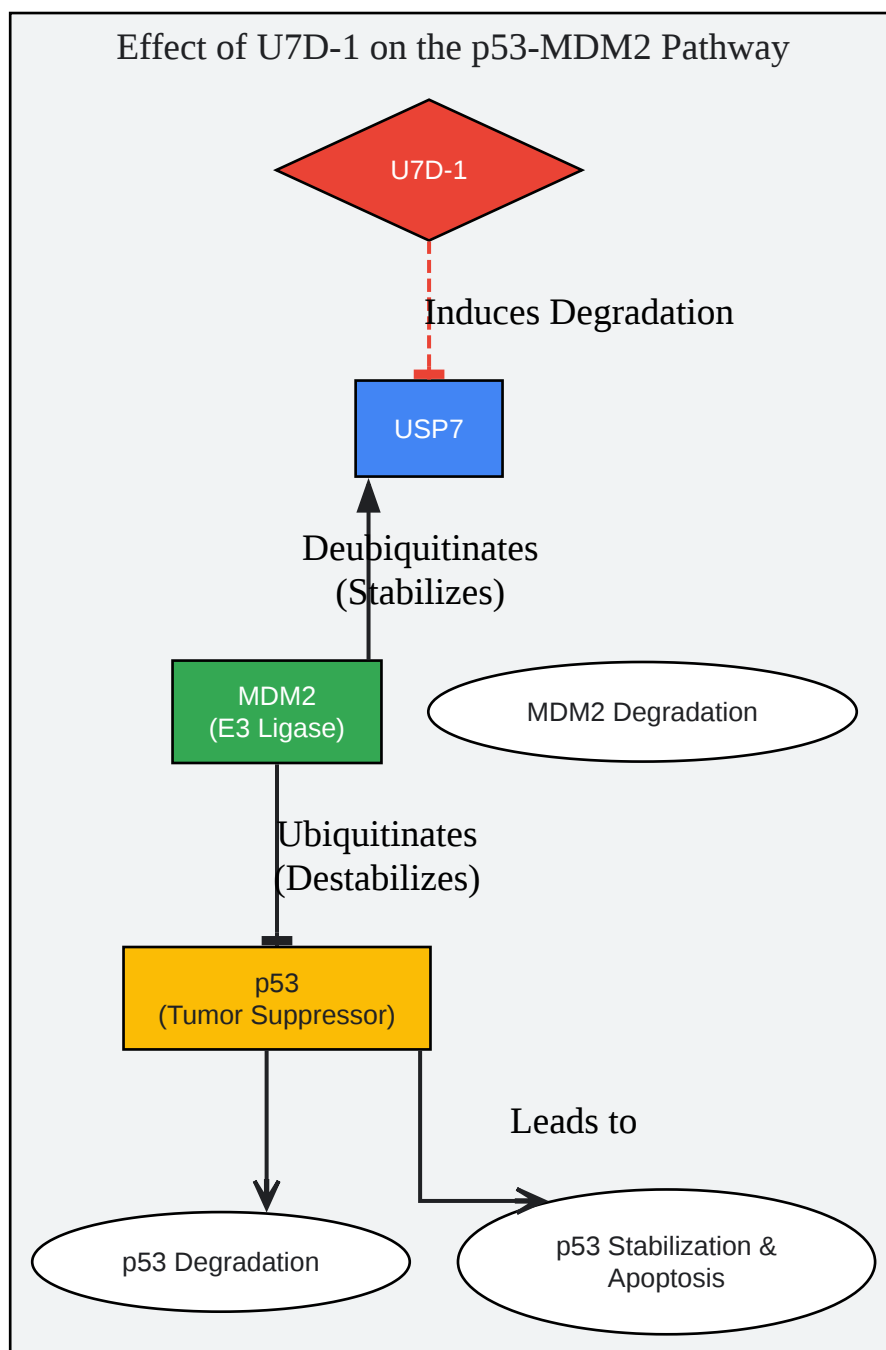 Effect of U7D-1 on the p53-MDM2 Pathway
U7D-1
Induces Degradation
USP7
Deubiquitinates
(Stabilizes)
MDM2
(E3 Ligase)
MDM2 Degradation
Ubiquitinates
(Destabilizes)
p53
(Tumor Suppressor)
Leads to
p53 Degradation
p53 Stabilization &
Apoptosis